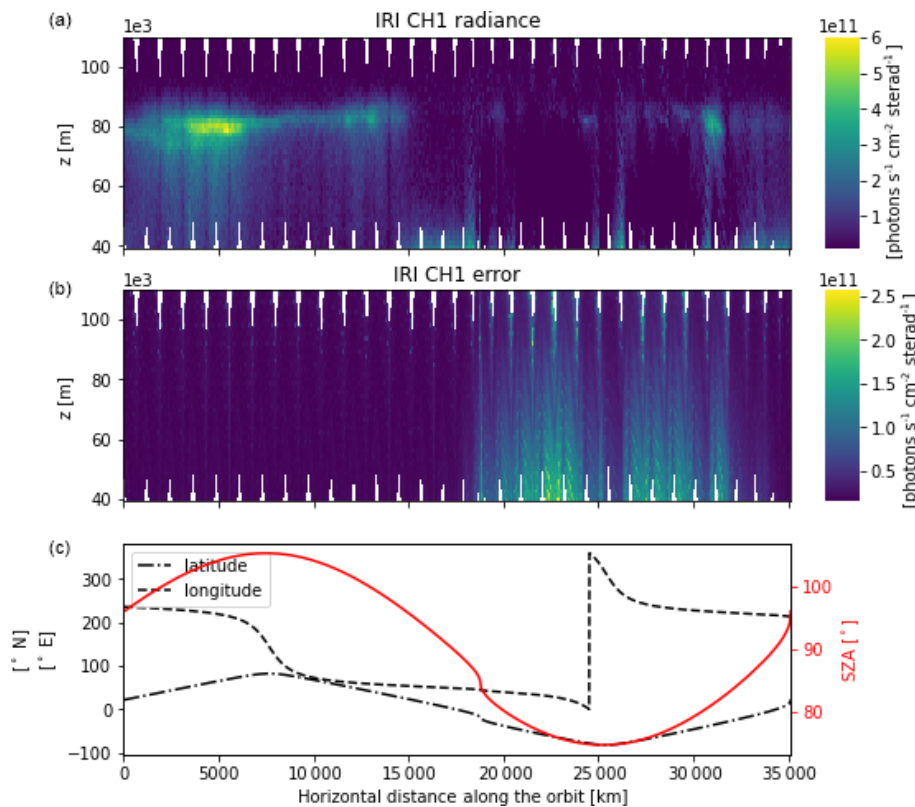 (a)
IRI CH1 radiance
1e3
1e11
100
80
60
40
z [m]
6
5
4
3
2
1
[photons s⁻¹ cm⁻² sterad⁻¹]
(b)
IRI CH1 error
1e3
1e11
100
80
60
40
z [m]
2.5
2.0
1.5
1.0
0.5
[photons s⁻¹ cm⁻² sterad⁻¹]
(c)
latitude
longitude
300
200
100
0
−100
[° N]
[° E]
100
90
80
SZA [°]
0
5000
10 000
15 000
20 000
25 000
30 000
35 000
Horizontal distance along the orbit [km]